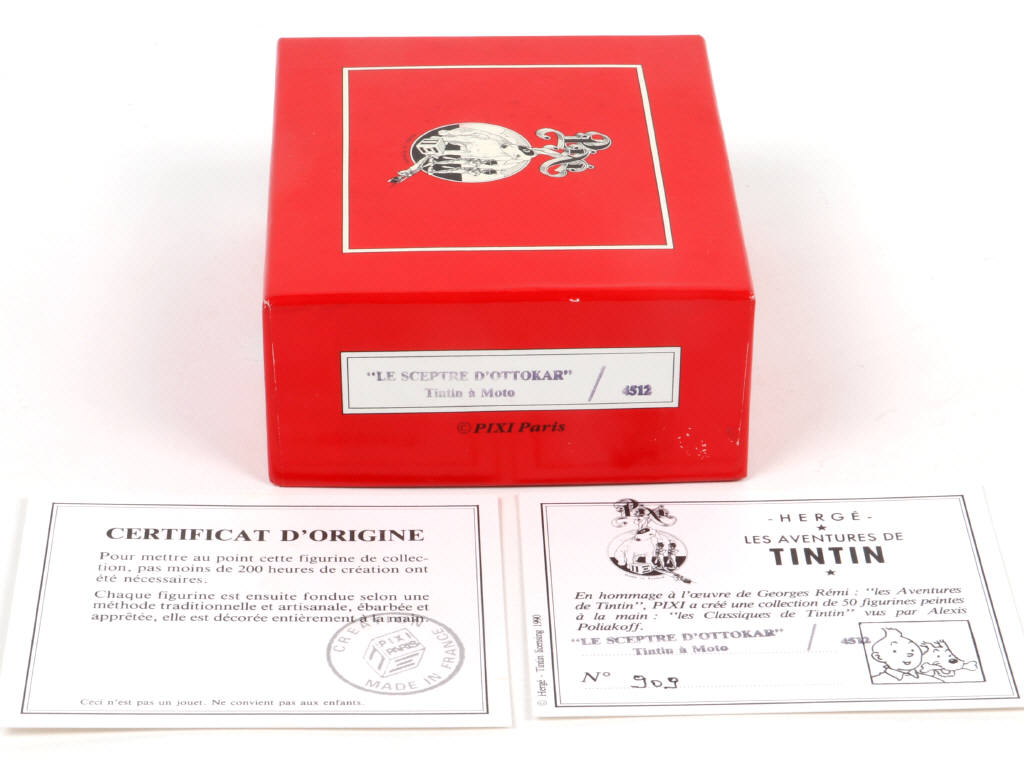 Pixi
"LE SCEPTRE D'OTTOKAR" / 4512
Tintin à Moto
© PIXI Paris
CERTIFICAT D'ORIGINE
Pour mettre au point cette figurine de collec-
tion, pas moins de 200 heures de création ont
été nécessaires.
Chaque figurine est ensuite fondue selon une
méthode traditionnelle et artisanale, ébarbée et
apprêtée, elle est décorée entièrement à la main.
CREATION
PIXI
PARIS
MADE IN FRANCE
Ceci n'est pas un jouet. Ne convient pas aux enfants.
Pixi
- HERGÉ -
LES AVENTURES DE
TINTIN
En hommage à l'œuvre de Georges Rémi : "les Aventures
de Tintin", PIXI a créé une collection de 50 figurines peintes
à la main : "les Classiques de Tintin" vus par Alexis
Poliakoff.
"LE SCEPTRE D'OTTOKAR" / 4512
Tintin à Moto
N° 909
© Hergé - Tintin licensing 1990